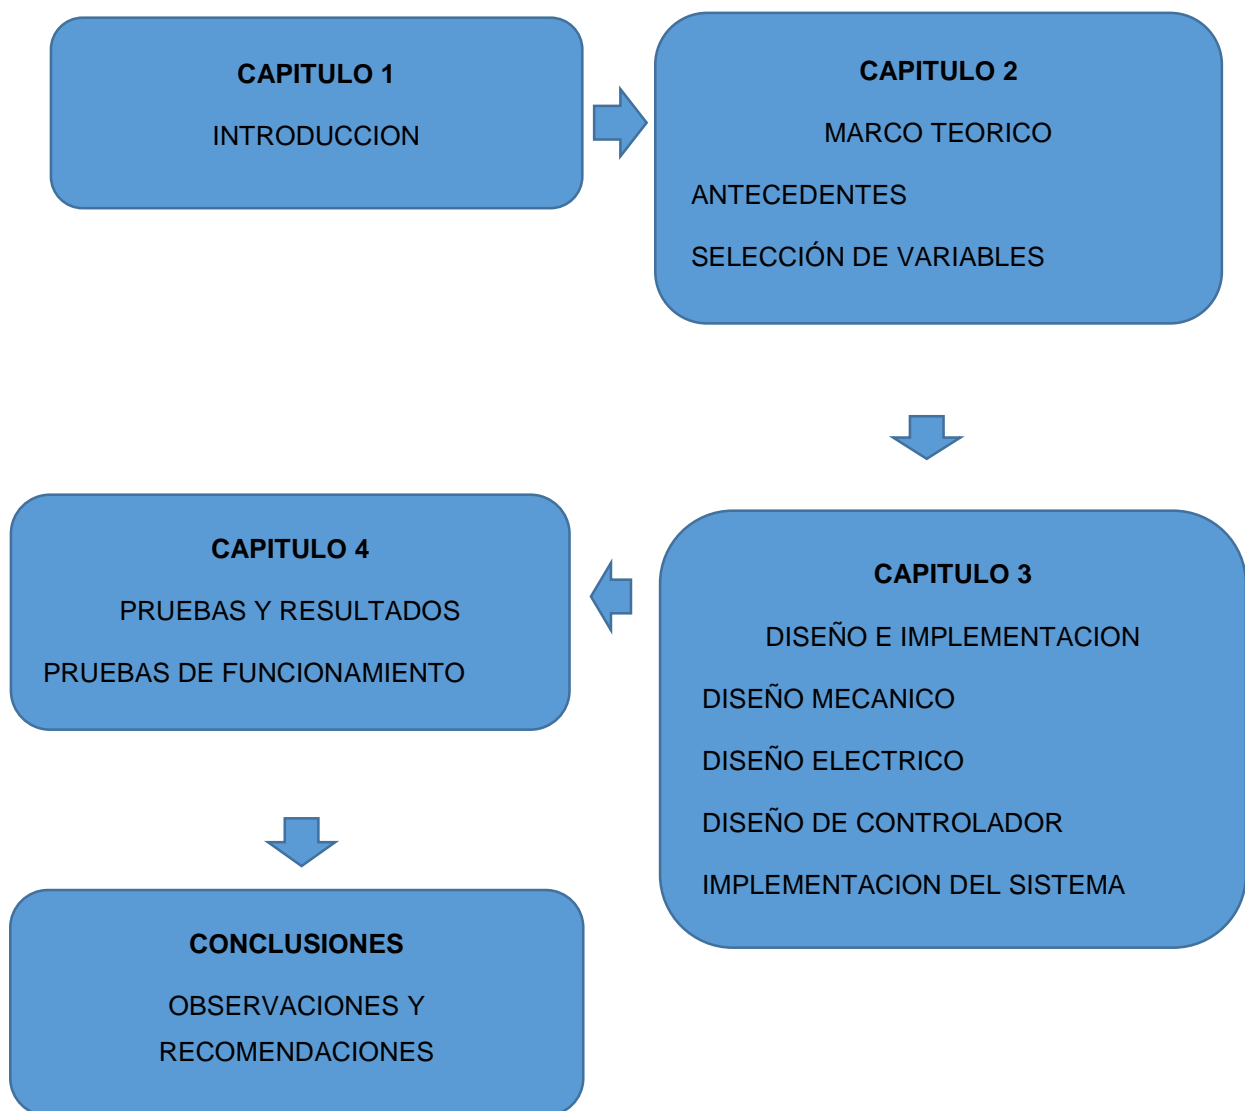 CAPITULO 1
INTRODUCCION
CAPITULO 2
MARCO TEORICO
ANTECEDENTES
SELECCIÓN DE VARIABLES
CAPITULO 3
DISEÑO E IMPLEMENTACION
DISEÑO MECANICO
DISEÑO ELECTRICO
DISEÑO DE CONTROLADOR
IMPLEMENTACION DEL SISTEMA
CAPITULO 4
PRUEBAS Y RESULTADOS
PRUEBAS DE FUNCIONAMIENTO
CONCLUSIONES
OBSERVACIONES Y
RECOMENDACIONES